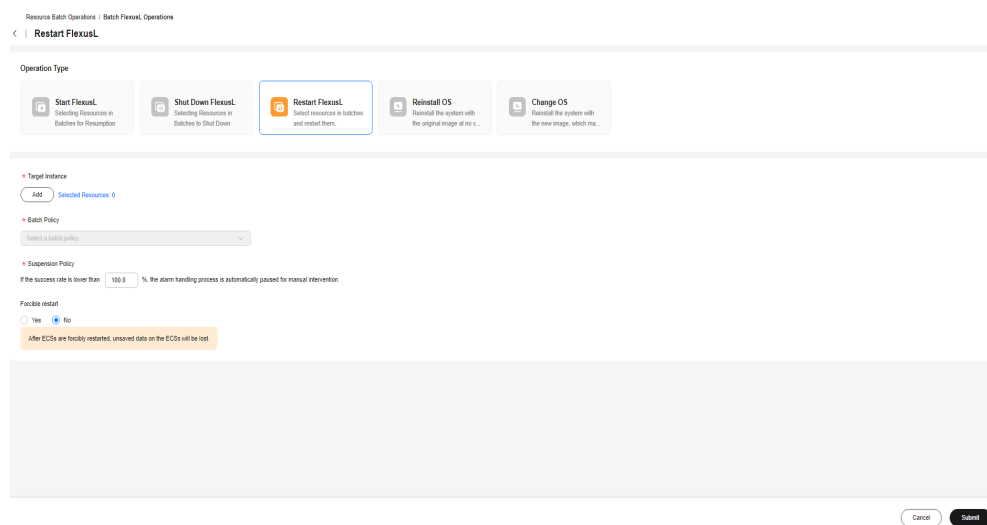 Resource Batch Operations / Batch FlexusL Operations
Restart FlexusL
Operation Type
Start FlexusL
Selecting Resources in
Batches for Resumption
Shut Down FlexusL
Selecting Resources in
Batches to Shut Down
Restart FlexusL
Select resources in batches
and restart them.
Reinstall OS
Reinstall the system with
the original image at no c...
Change OS
Reinstall the system with
the new image, which ma...
* Target Instance
Add Selected Resources: 0
* Batch Policy
Select a batch policy
* Suspension Policy
If the success rate is lower than 100.0 %, the alarm handling process is automatically paused for manual intervention
Forcible restart
Yes No
After ECSs are forcibly restarted, unsaved data on the ECSs will be lost.
Cancel Submit